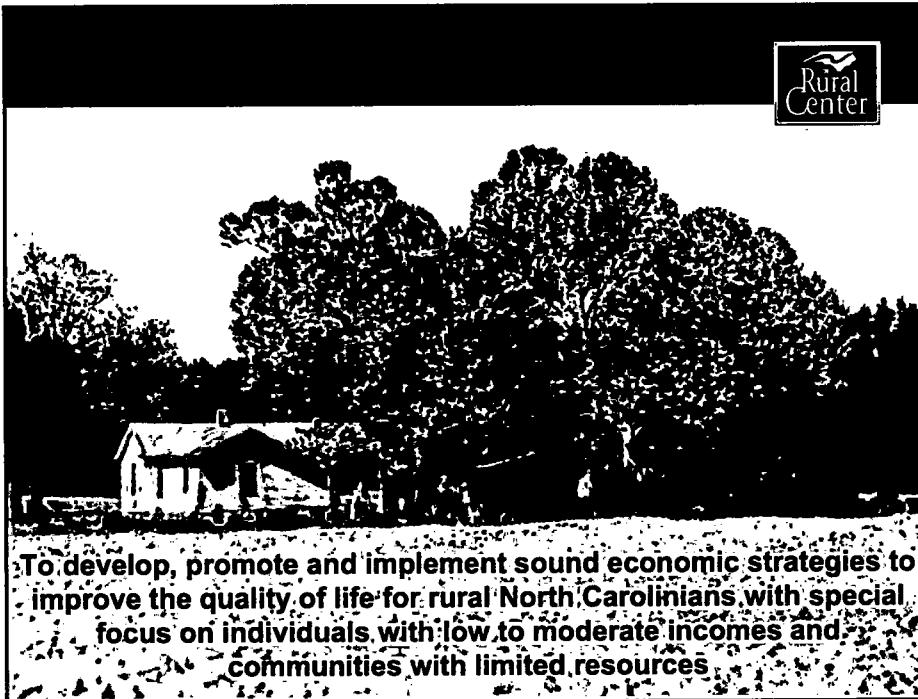 Rural
Center
To develop, promote and implement sound economic strategies to
improve the quality of life for rural North Carolinians with special
focus on individuals with low to moderate incomes and
communities with limited resources